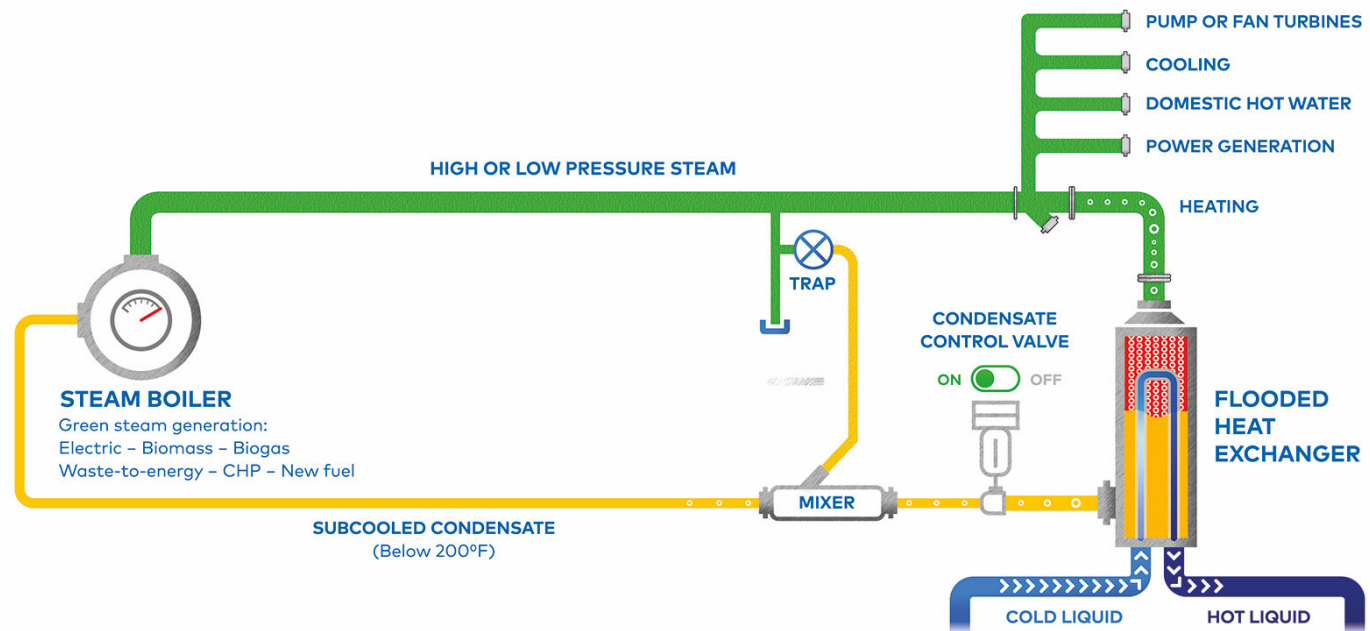 PUMP OR FAN TURBINES
COOLING
DOMESTIC HOT WATER
POWER GENERATION
HIGH OR LOW PRESSURE STEAM
HEATING
TRAP
CONDENSATE
CONTROL VALVE
ON OFF
STEAM BOILER
Green steam generation:
Electric – Biomass – Biogas
Waste-to-energy – CHP – New fuel
FLOODED
HEAT
EXCHANGER
MIXER
SUBCOOLED CONDENSATE
(Below 200ºF)
COLD LIQUID
HOT LIQUID